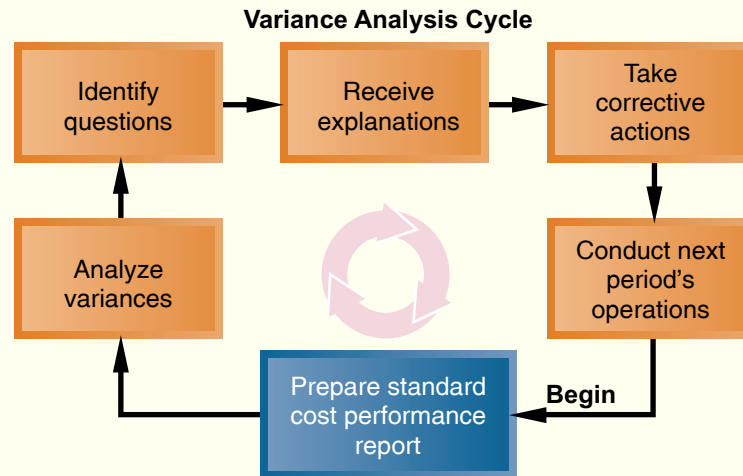 Variance Analysis Cycle
Identify
questions
Receive
explanations
Take
corrective
actions
Analyze
variances
Conduct next
period's
operations
Prepare standard
cost performance
report
Begin